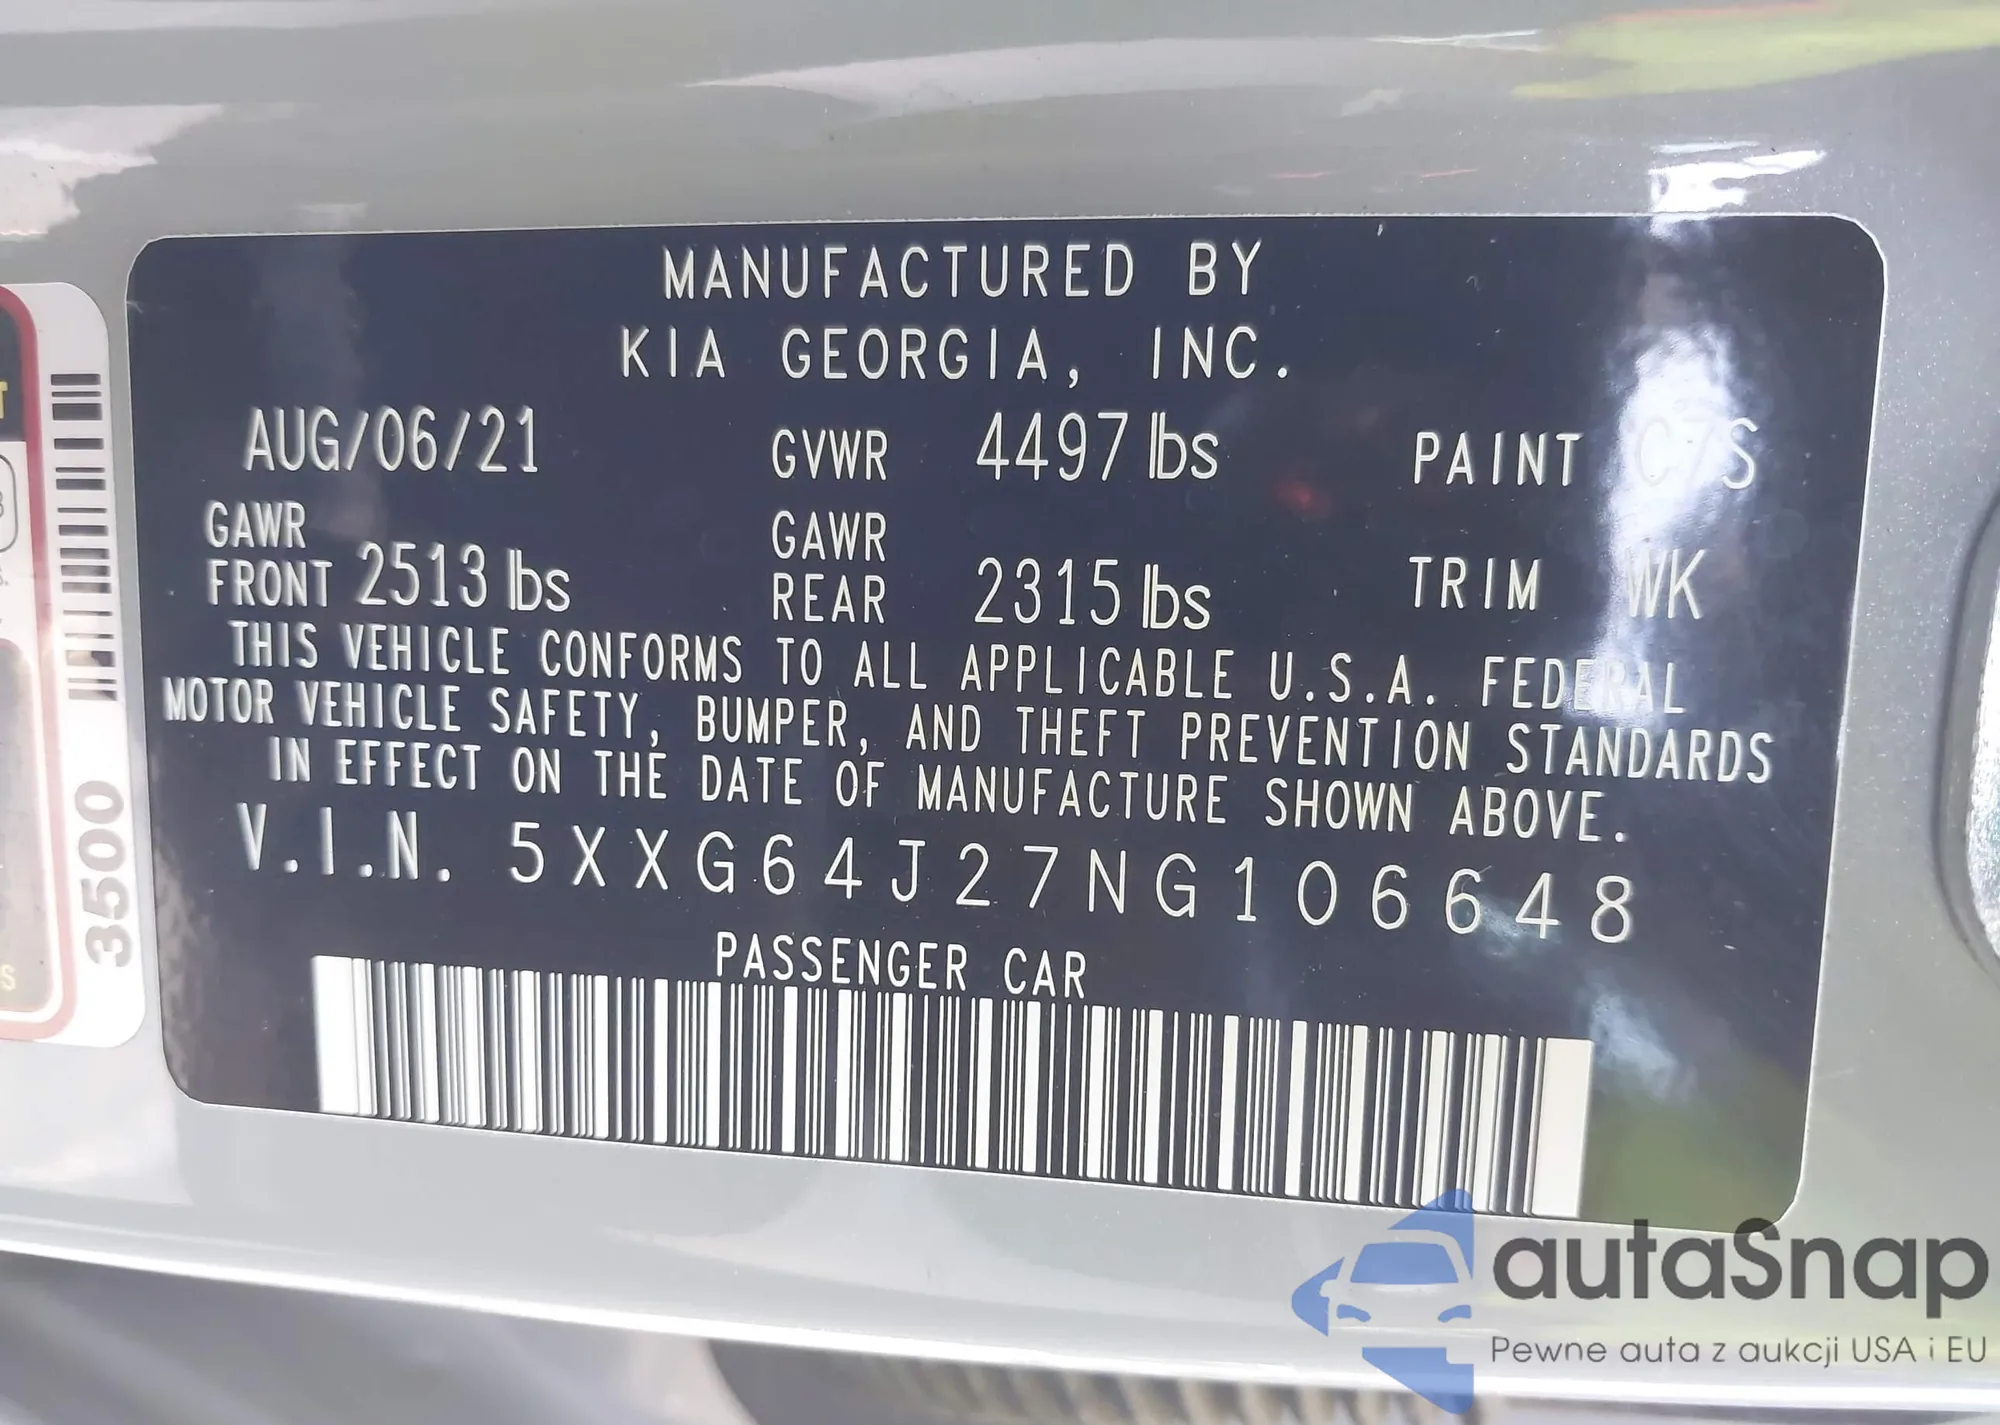 MANUFACTURED BY
KIA GEORGIA, INC.
AUG/06/21 GVWR 4497 lbs PAINT C7S
GAWR FRONT 2513 lbs GAWR REAR 2315 lbs TRIM WK
THIS VEHICLE CONFORMS TO ALL APPLICABLE U.S.A. FEDERAL
MOTOR VEHICLE SAFETY, BUMPER, AND THEFT PREVENTION STANDARDS
IN EFFECT ON THE DATE OF MANUFACTURE SHOWN ABOVE.
V.I.N. 5XXG64J27NG106648
PASSENGER CAR
3500
autaSnap
Pewne auta z aukcji USA i EU